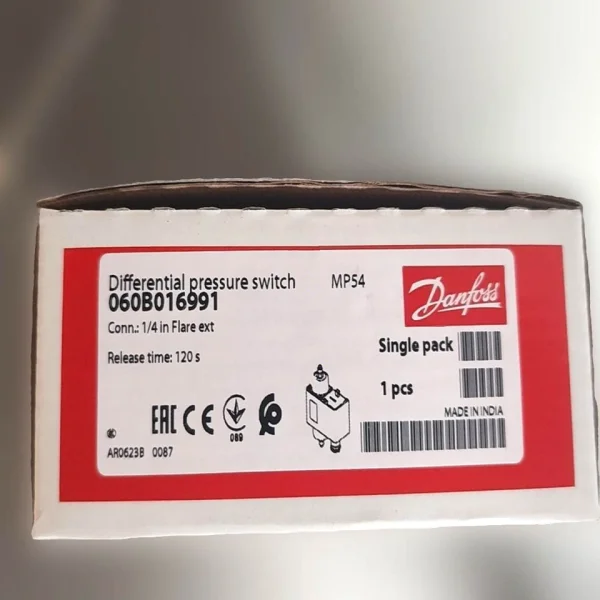 Differential pressure switch MP54
060B016991
Conn.: 1/4 in Flare ext
Release time: 120 s
Danfoss
Single pack
1 pcs
MADE IN INDIA
EAC CE
089
AR0623B 0087